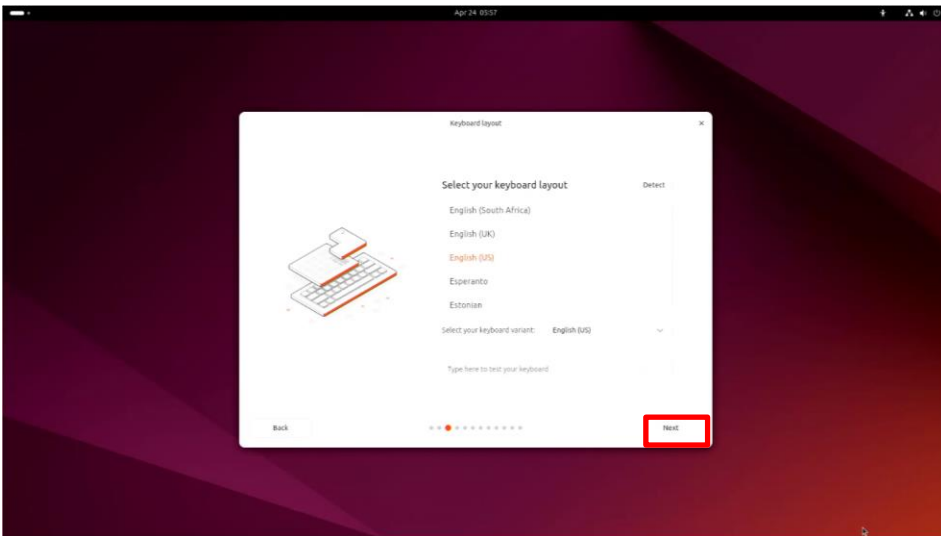 Apr 24 05:57
Keyboard layout
Select your keyboard layout
Detect
English (South Africa)
English (UK)
English (US)
Esperanto
Estonian
Select your keyboard variant: English (US)
Type here to test your keyboard
Back
Next